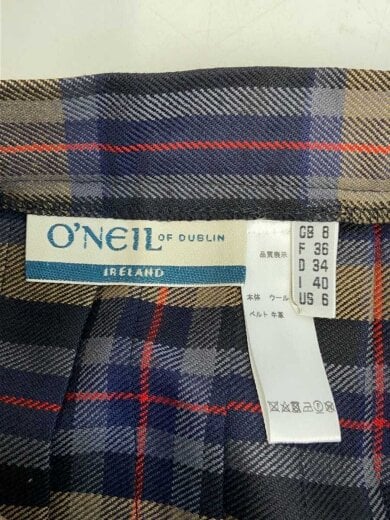 O'NEIL OF DUBLIN
IRELAND
品質表示
本体 ウール
ベルト 牛革
GB 8
F 36
D 34
I 40
US 6